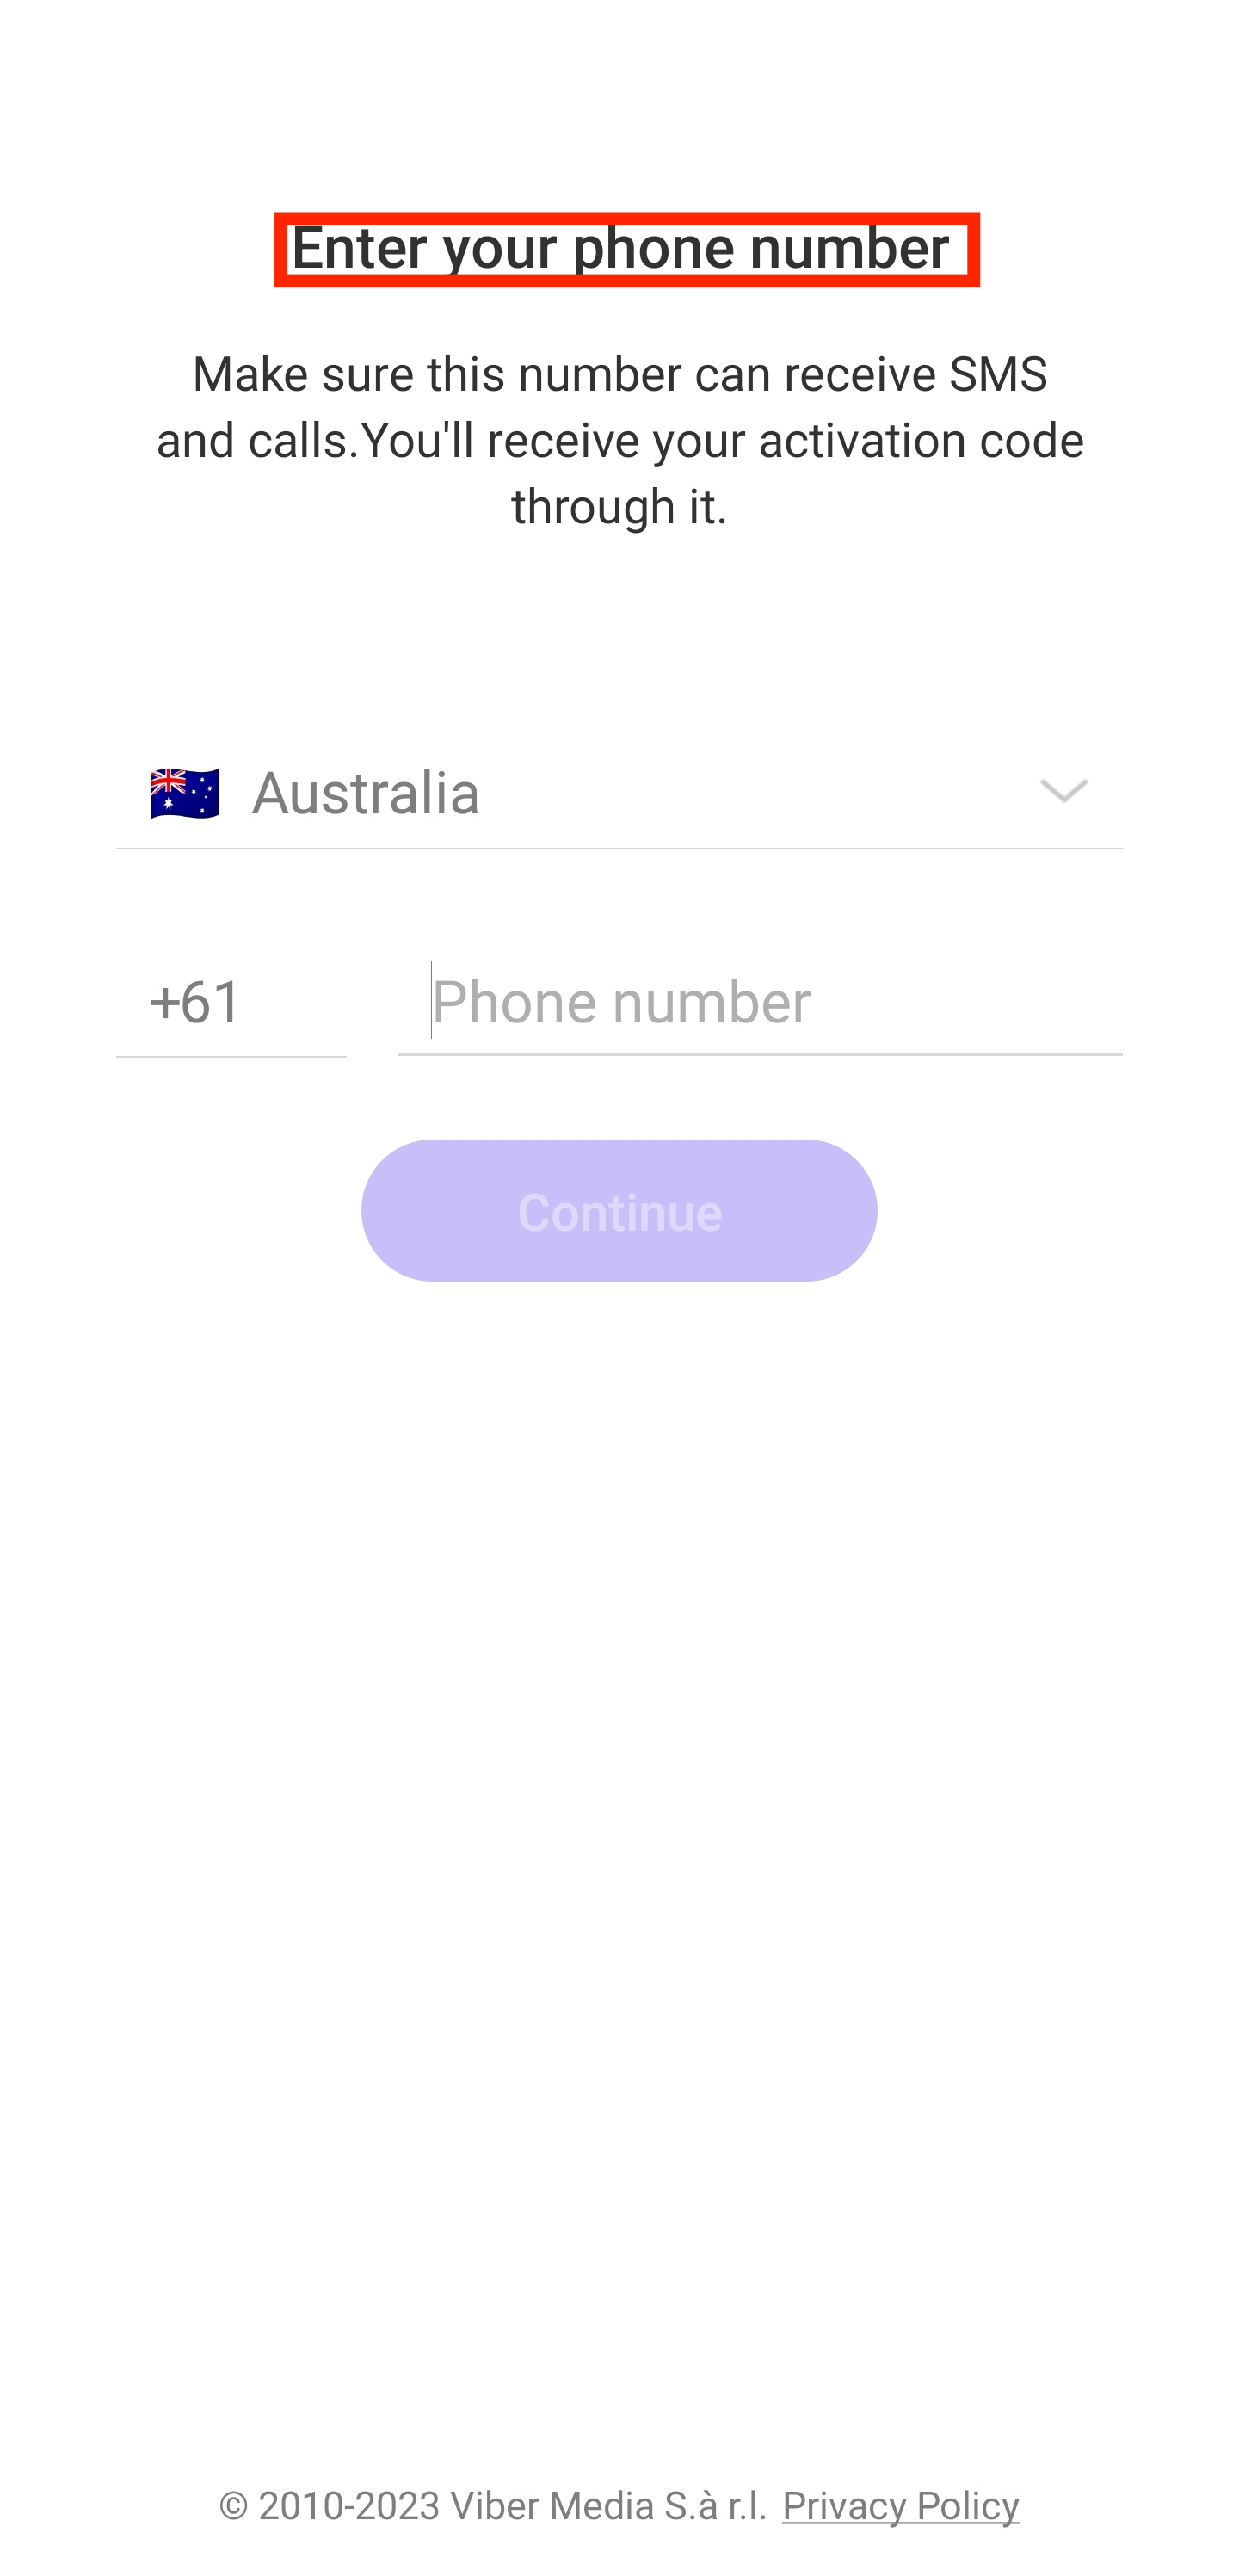 Enter your phone number
Make sure this number can receive SMS
and calls.You'll receive your activation code
through it.
Australia
+61 Phone number
Continue
© 2010-2023 Viber Media S.à r.l. Privacy Policy